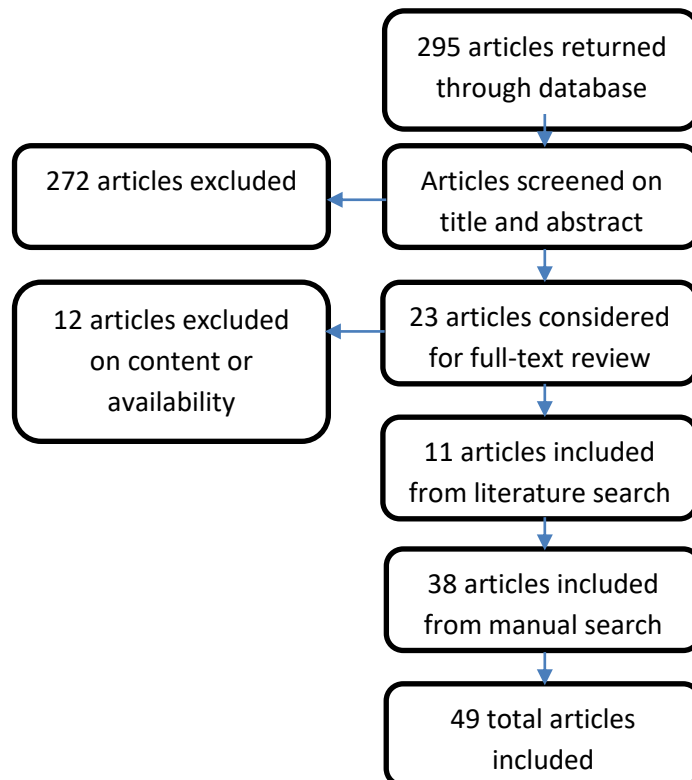 295 articles returned
through database
272 articles excluded
Articles screened on
title and abstract
12 articles excluded
on content or
availability
23 articles considered
for full-text review
11 articles included
from literature search
38 articles included
from manual search
49 total articles
included